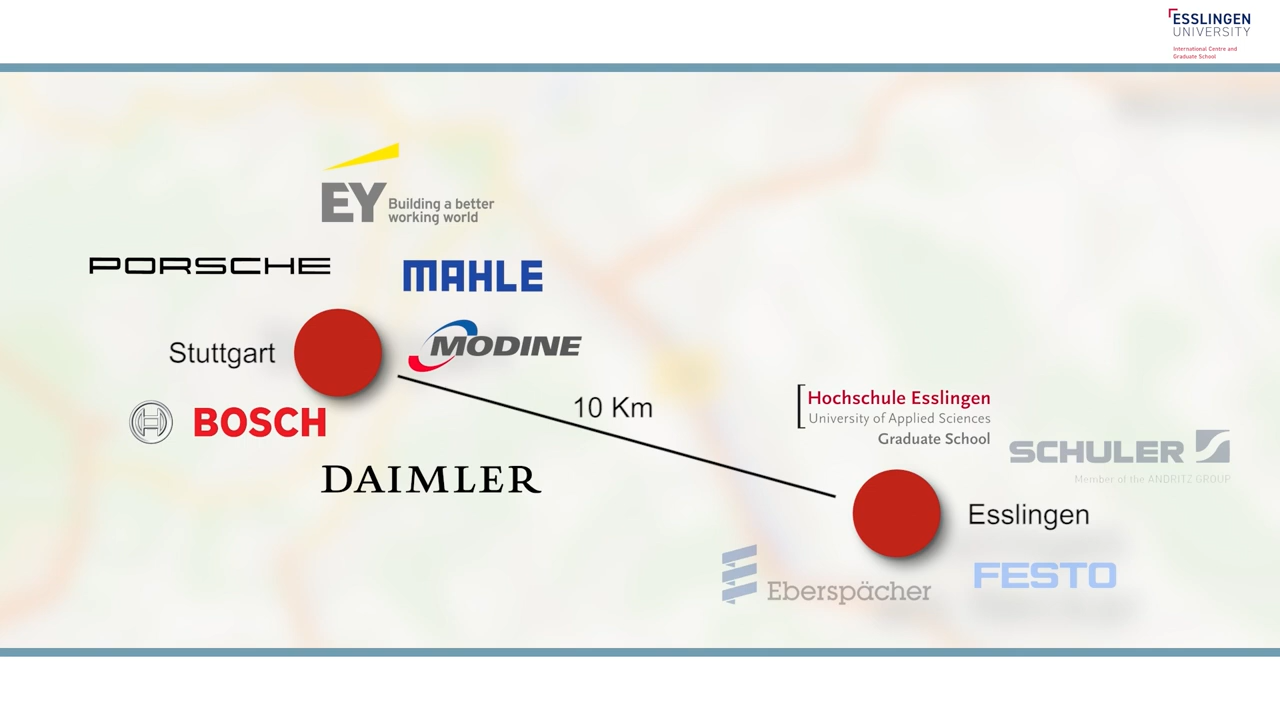 ESSLINGEN
UNIVERSITY
International Centre and
Graduate School
EY Building a better
working world
PORSCHE
MAHLE
Stuttgart
MODINE
BOSCH
10 Km
DAIMLER
Hochschule Esslingen
University of Applied Sciences
Graduate School
SCHULER
Member of the ANDRITZ GROUP
Esslingen
Eberspächer
FESTO